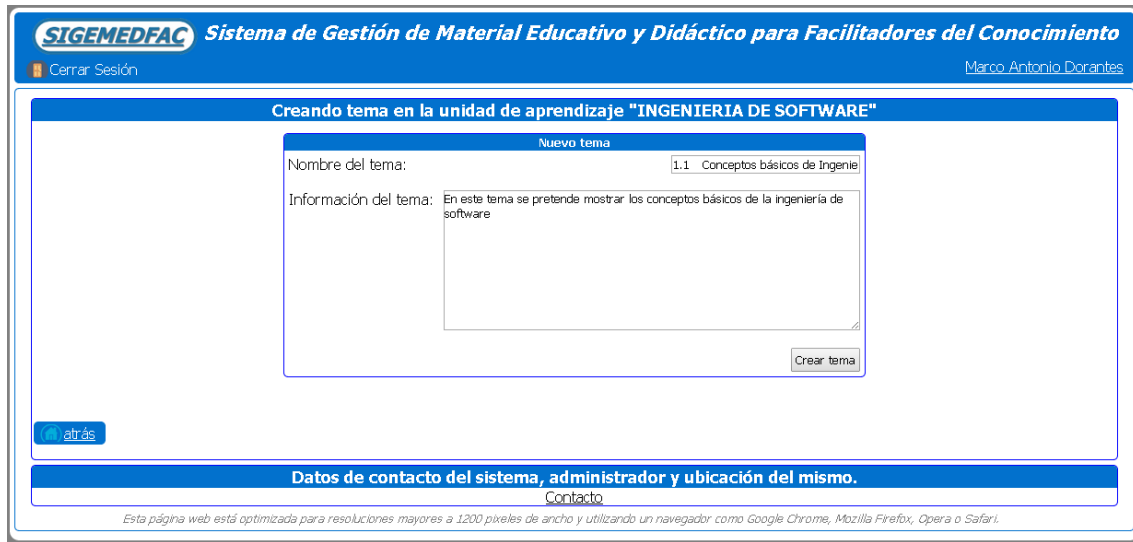 SIGEMEDFAC Sistema de Gestión de Material Educativo y Didáctico para Facilitadores del Conocimiento
Cerrar Sesión
Marco Antonio Dorantes
Creando tema en la unidad de aprendizaje "INGENIERIA DE SOFTWARE"
Nuevo tema
Nombre del tema:
1.1 Conceptos básicos de Ingenie
Información del tema:
En este tema se pretende mostrar los conceptos básicos de la ingeniería de
software
Crear tema
atrás
Datos de contacto del sistema, administrador y ubicación del mismo.
Contacto
Esta página web está optimizada para resoluciones mayores a 1200 pixeles de ancho y utilizando un navegador como Google Chrome, Mozilla Firefox, Opera o Safari.